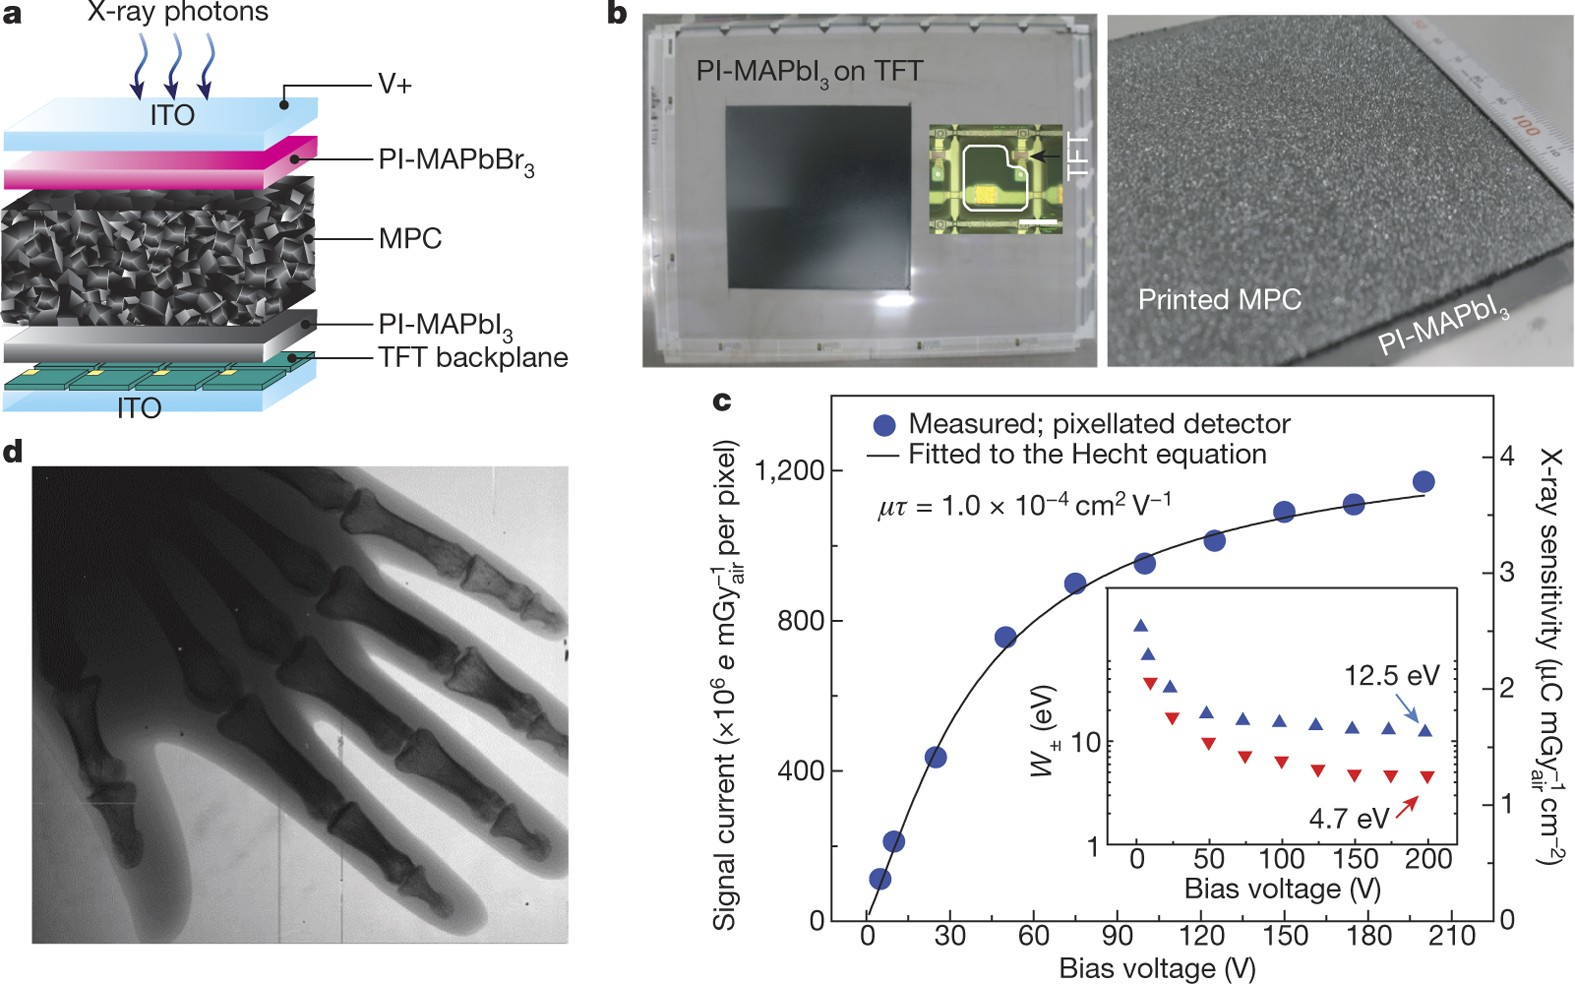 a
X-ray photons
ITO
V+
PI-MAPbBr₃
MPC
PI-MAPbI₃
TFT backplane
ITO
b
PI-MAPbI₃ on TFT
TFT
100
Printed MPC
PI-MAPbI₃
c
Measured; pixellated detector
Fitted to the Hecht equation
μτ = 1.0 × 10⁻⁴ cm² V⁻¹
Signal current (×10⁶ e mGy⁻¹air per pixel)
1,200
800
400
0
0 30 60 90 120 150 180 210
Bias voltage (V)
X-ray sensitivity (μC mGy⁻¹air cm⁻²)
4
3
2
1
0
W± (eV)
10
1
12.5 eV
4.7 eV
0 50 100 150 200
Bias voltage (V)
d